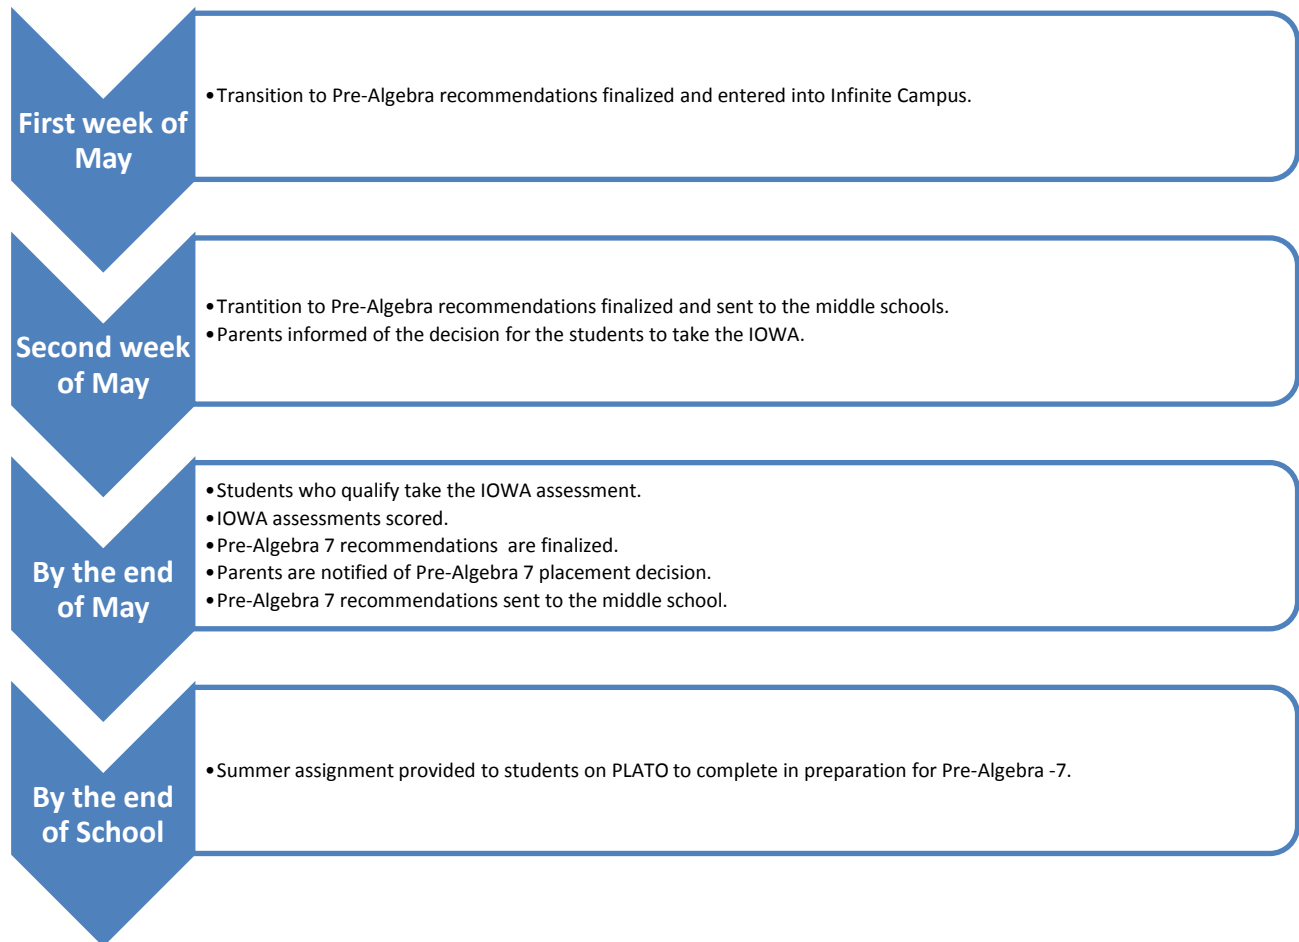 First week of
May
•Transition to Pre-Algebra recommendations finalized and entered into Infinite Campus.
Second week
of May
•Trantition to Pre-Algebra recommendations finalized and sent to the middle schools.
•Parents informed of the decision for the students to take the IOWA.
By the end
of May
•Students who qualify take the IOWA assessment.
•IOWA assessments scored.
•Pre-Algebra 7 recommendations  are finalized.
•Parents are notified of Pre-Algebra 7 placement decision.
•Pre-Algebra 7 recommendations sent to the middle school.
By the end
of School
•Summer assignment provided to students on PLATO to complete in preparation for Pre-Algebra -7.